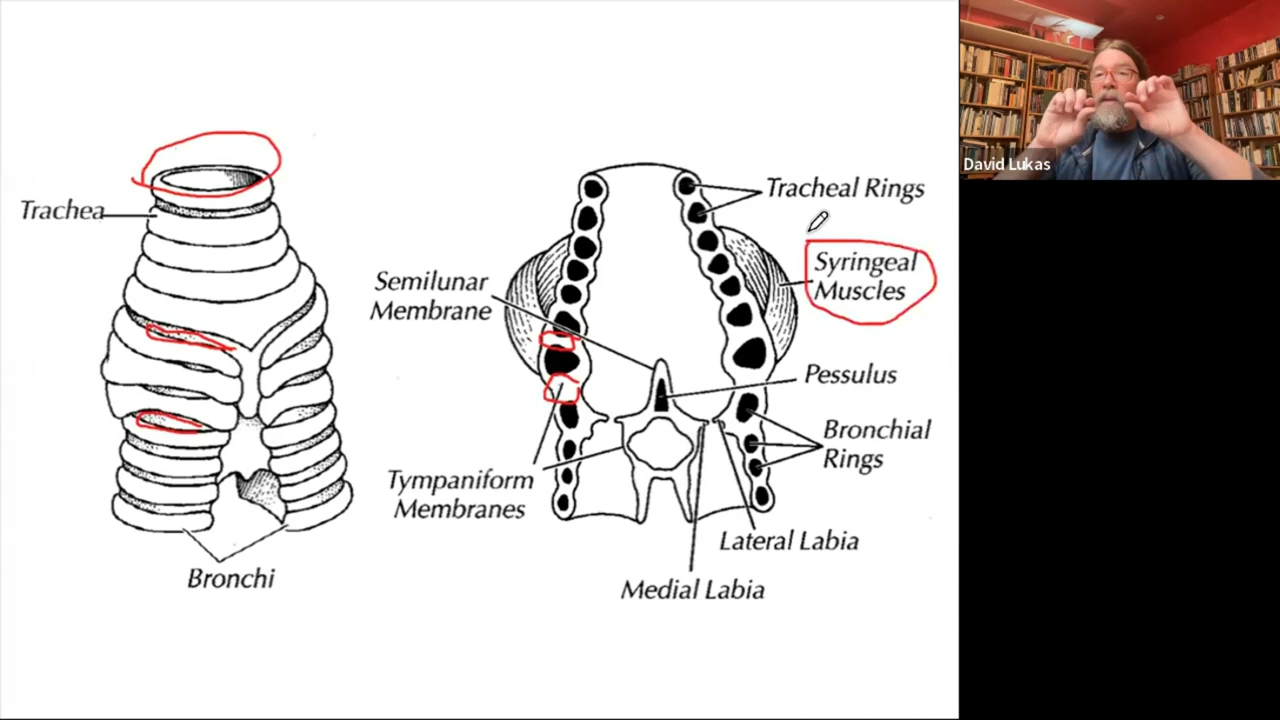 Trachea
Bronchi
Semilunar
Membrane
Tympaniform
Membranes
Tracheal Rings
Syringeal
Muscles
Pessulus
Bronchial
Rings
Lateral Labia
Medial Labia
David Lukas